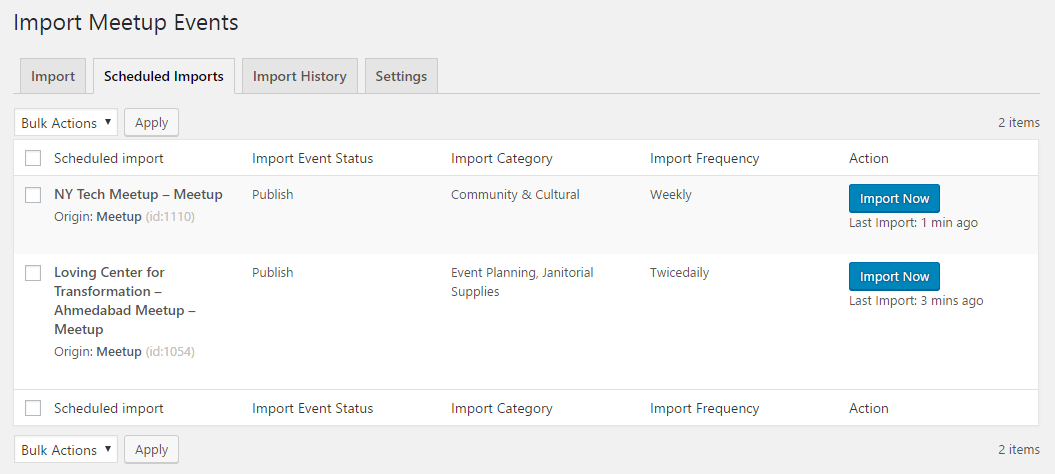 Import Meetup Events
Import Scheduled Imports Import History Settings
Bulk Actions Apply 2 items
Scheduled import Import Event Status Import Category Import Frequency Action
NY Tech Meetup – Meetup Publish Community & Cultural Weekly Import Now
Origin: Meetup (id:1110) Last Import: 1 min ago
Loving Center for Publish Event Planning, Janitorial Twicedaily Import Now
Transformation – Supplies Last Import: 3 mins ago
Ahmedabad Meetup –
Meetup
Origin: Meetup (id:1054)
Scheduled import Import Event Status Import Category Import Frequency Action
Bulk Actions Apply 2 items